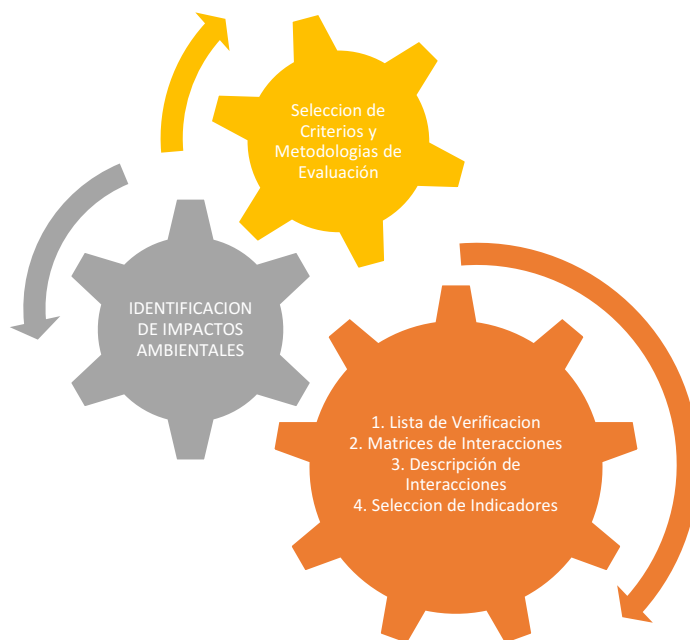 Seleccion de
Criterios y
Metodologias de
Evaluación
IDENTIFICACION
DE IMPACTOS
AMBIENTALES
1. Lista de Verificacion
2. Matrices de Interacciones
3. Descripción de
Interacciones
4. Seleccion de Indicadores